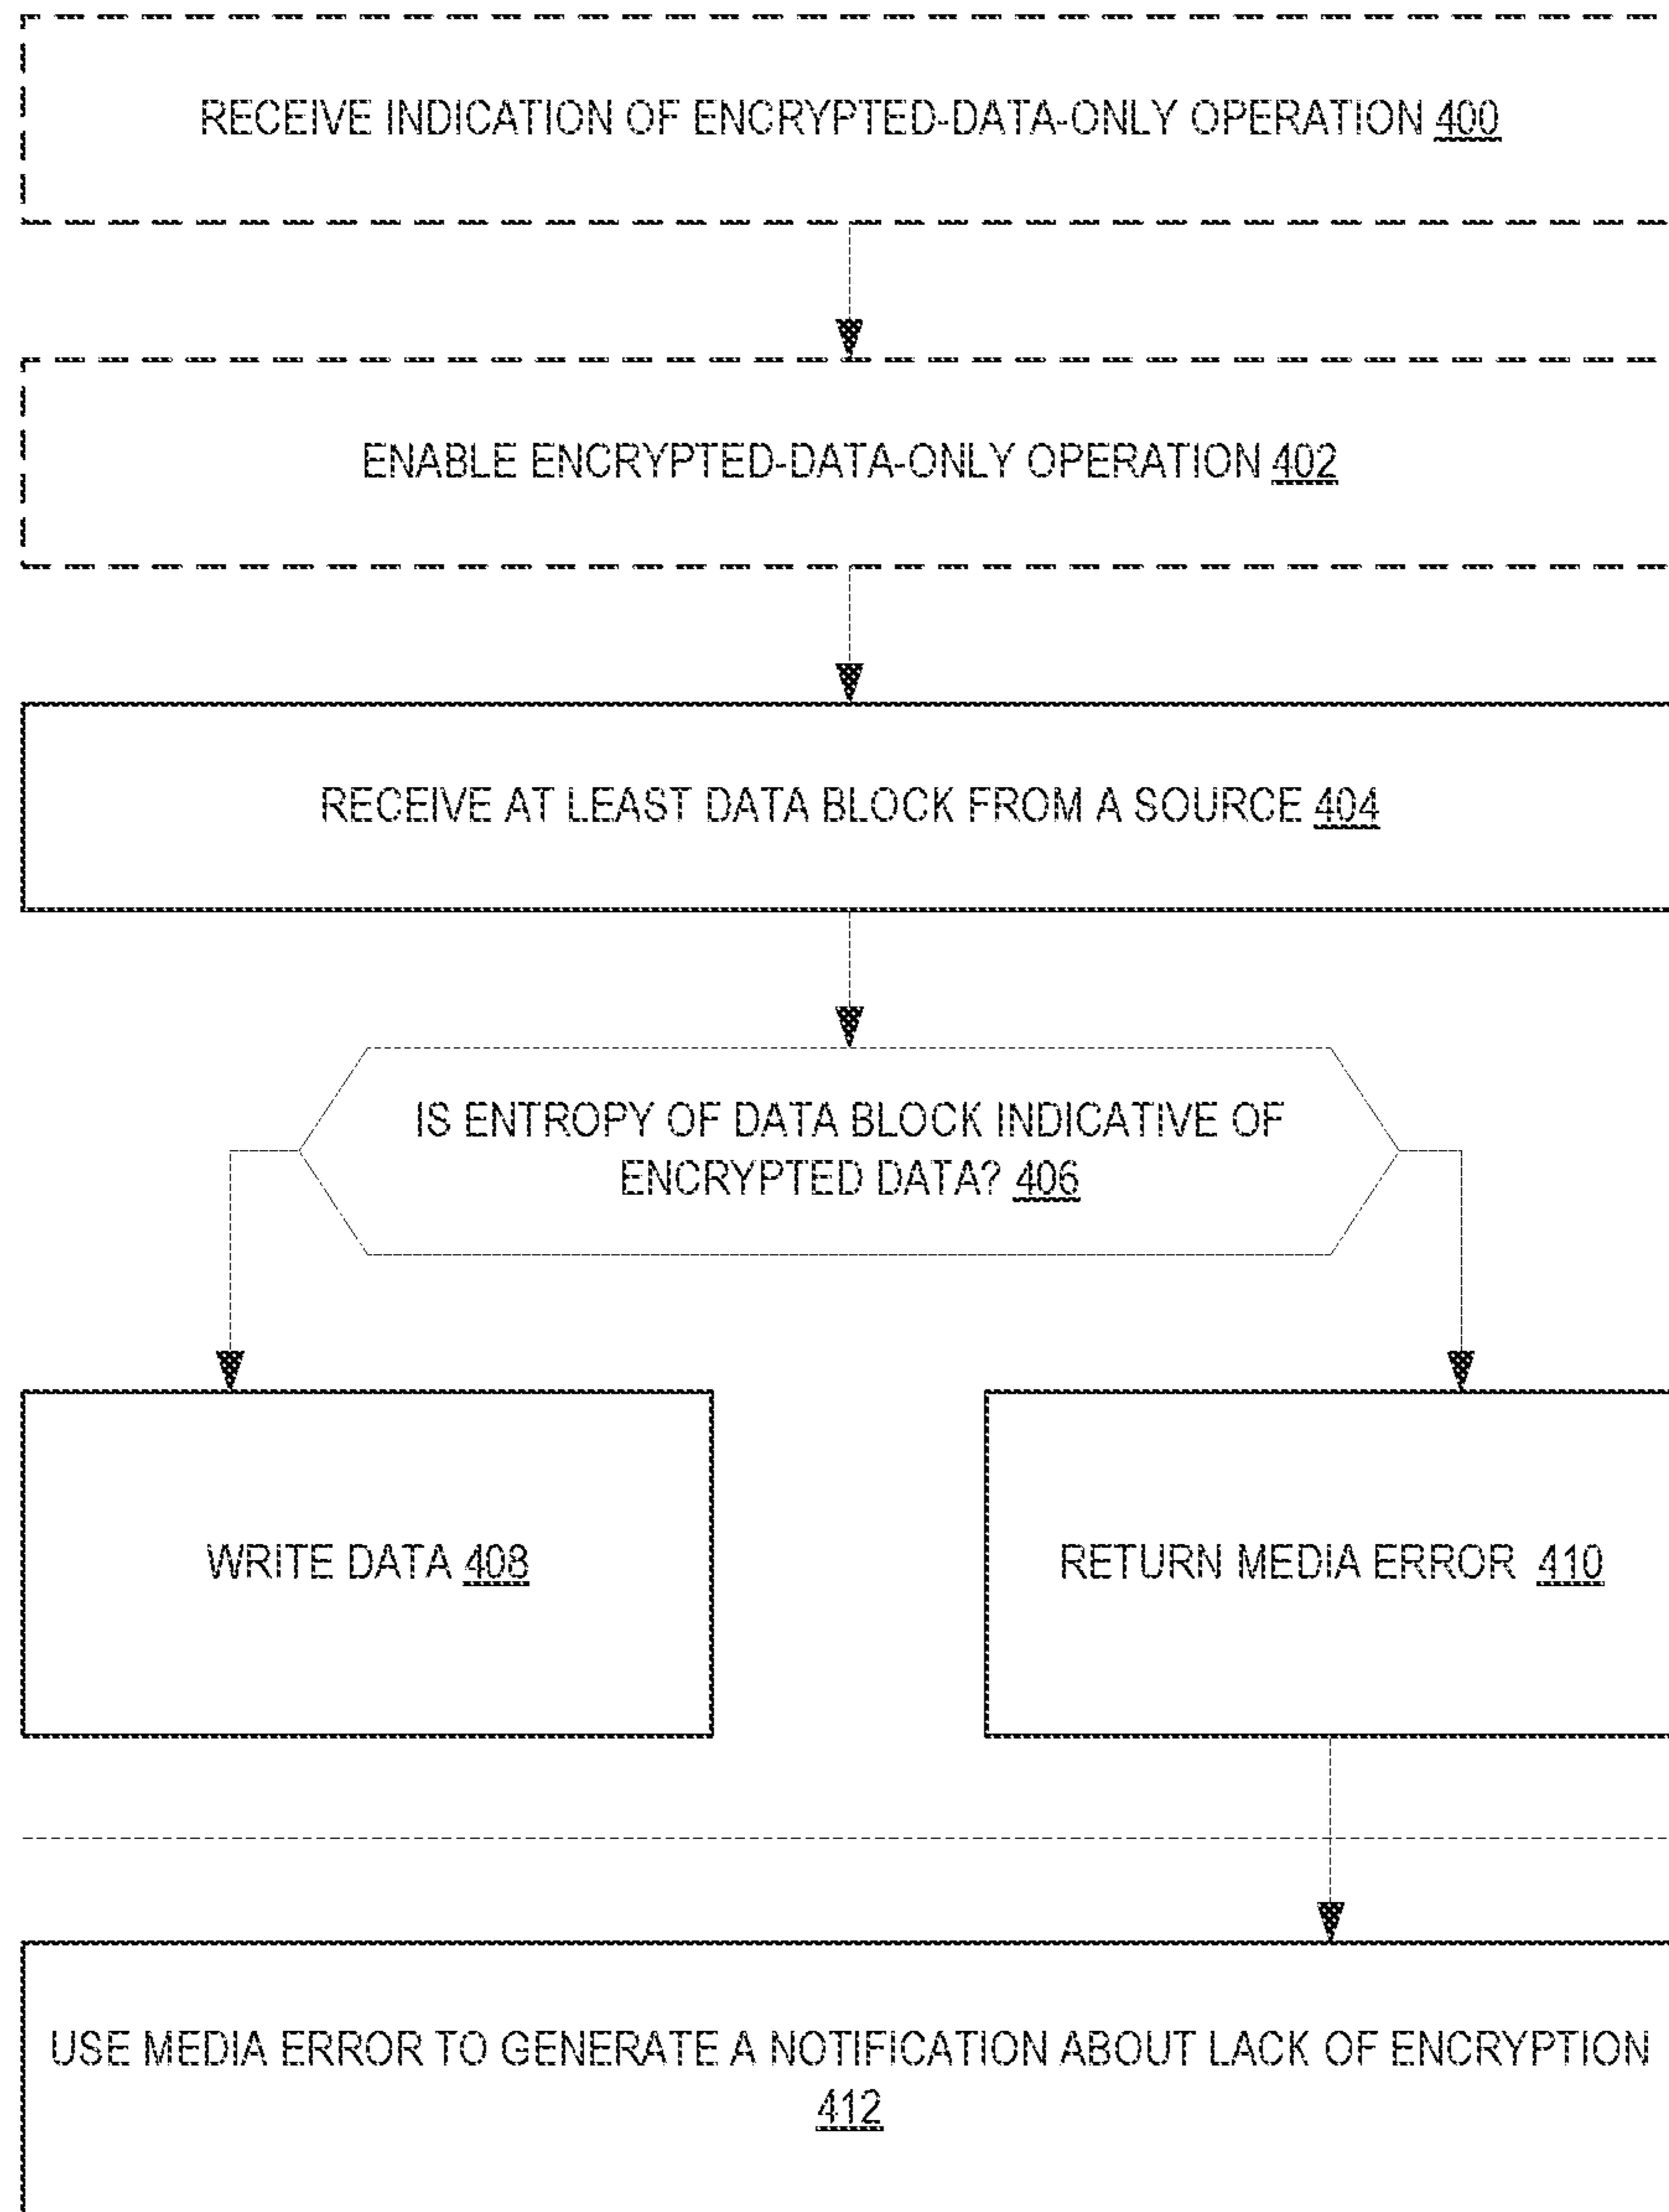 RECEIVE INDICATION OF ENCRYPTED-DATA-ONLY OPERATION 400
ENABLE ENCRYPTED-DATA-ONLY OPERATION 402
RECEIVE AT LEAST DATA BLOCK FROM A SOURCE 404
IS ENTROPY OF DATA BLOCK INDICATIVE OF
ENCRYPTED DATA? 406
WRITE DATA 408
RETURN MEDIA ERROR 410
USE MEDIA ERROR TO GENERATE A NOTIFICATION ABOUT LACK OF ENCRYPTION
412